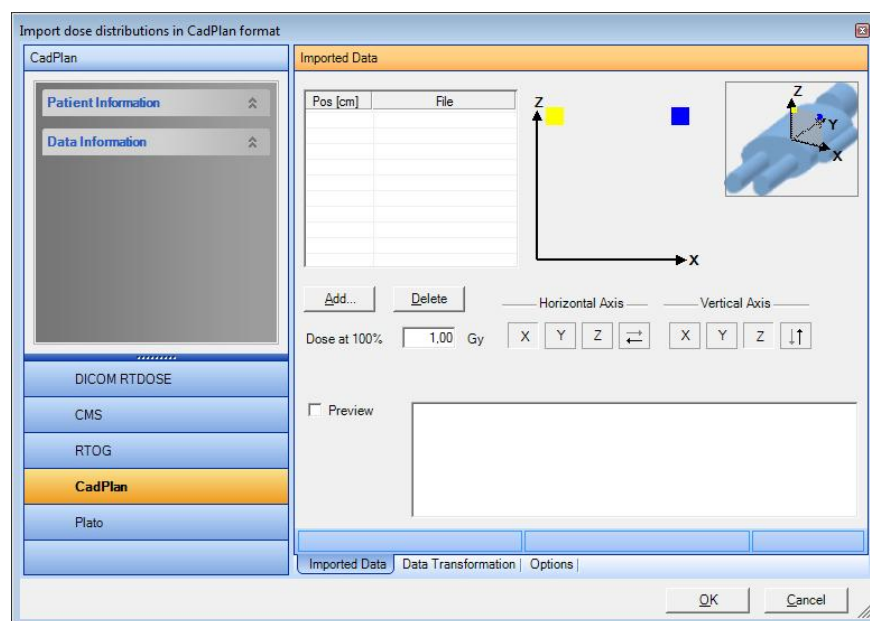 Import dose distributions in CadPlan format
CadPlan
Patient Information
Data Information
DICOM RTDOSE
CMS
RTOG
CadPlan
Plato
Imported Data
Pos [cm] File
Z
X
Z
Y
X
Add... Delete
Horizontal Axis Vertical Axis
Dose at 100% 1,00 Gy X Y Z X Y Z
Preview
Imported Data Data Transformation Options
OK Cancel